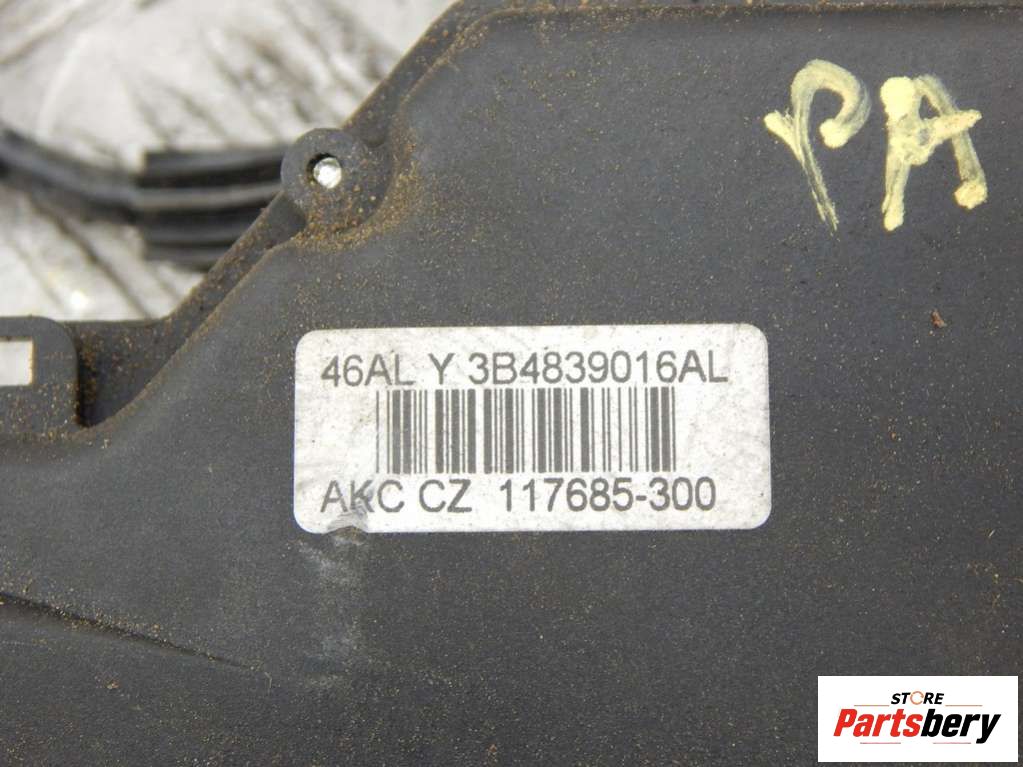 PA
46AL Y 3B4839016AL
AKC CZ 117685-300
STORE
Partsbery